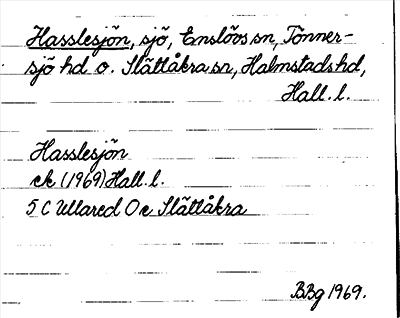 Hasslesjön, sjö, Enslövs sn, Tönner-
sjö hd o. Slättåkra sn, Halmstads hd,
Hall. l.
Hasslesjön
ek (1969) Hall. l.
5 C Ullared O e Slättåkra
BBg 1969.